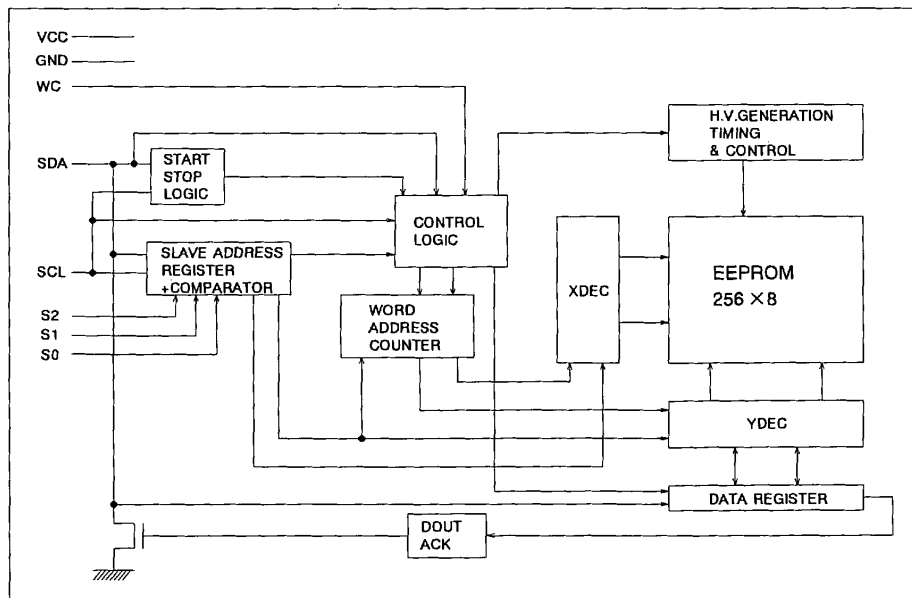 VCC
GND
WC
SDA
SCL
S2
S1
S0
START
STOP
LOGIC
SLAVE ADDRESS
REGISTER
+COMPARATOR
CONTROL
LOGIC
WORD
ADDRESS
COUNTER
H.V.GENERATION
TIMING
& CONTROL
XDEC
EEPROM
256 ×8
YDEC
DATA REGISTER
DOUT
ACK